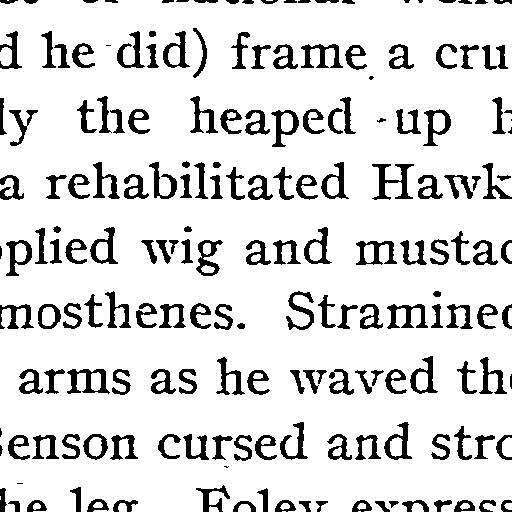 d he did) frame a cru
ly the heaped -up h
a rehabilitated Hawk
plied wig and mustac
mosthenes. Stramined
arms as he waved the
Benson cursed and stro
he leg. Foley express